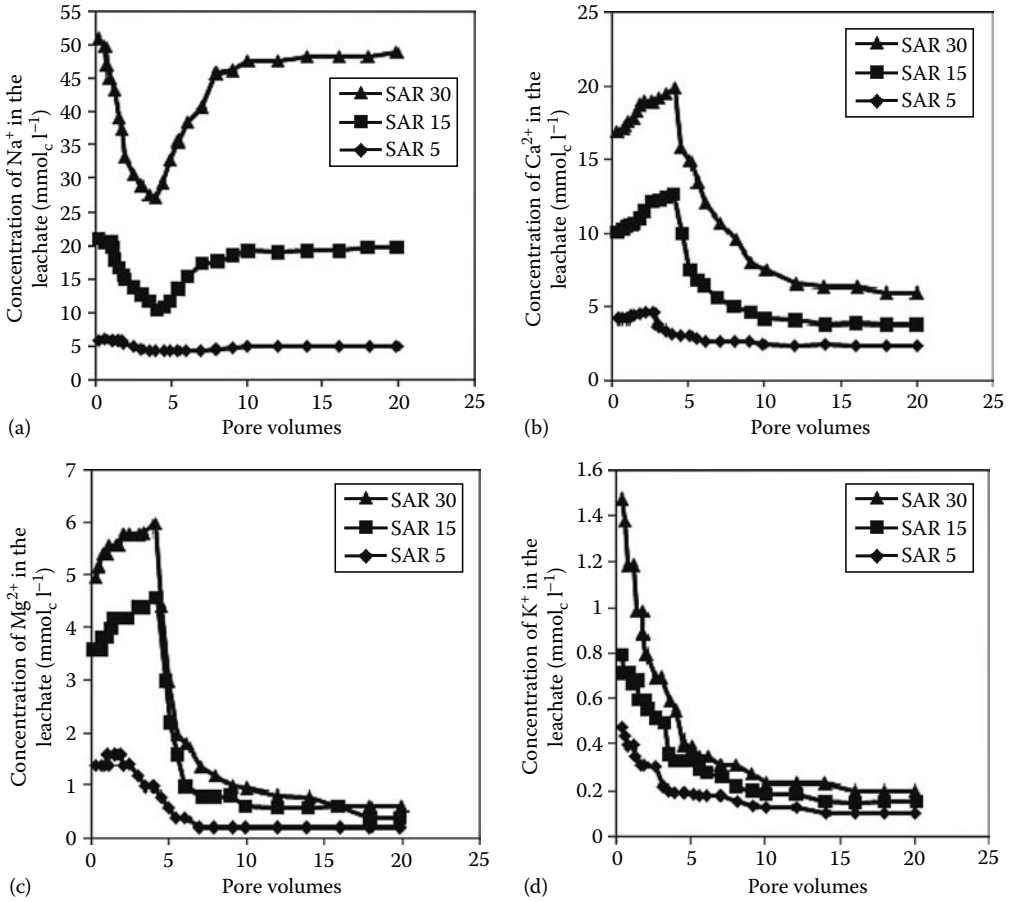 Concentration of Na⁺ in the
leachate (mmol_c l⁻¹)
55
50
45
40
35
30
25
20
15
10
5
0
SAR 30
SAR 15
SAR 5
0 5 10 15 20 25
(a) Pore volumes
Concentration of Ca²⁺ in the
leachate (mmol_c l⁻¹)
25
20
15
10
5
0
SAR 30
SAR 15
SAR 5
0 5 10 15 20 25
(b) Pore volumes
Concentration of Mg²⁺ in the
leachate (mmol_c l⁻¹)
7
6
5
4
3
2
1
0
SAR 30
SAR 15
SAR 5
0 5 10 15 20 25
(c) Pore volumes
Concentration of K⁺ in the
leachate (mmol_c l⁻¹)
1.6
1.4
1.2
1
0.8
0.6
0.4
0.2
0
SAR 30
SAR 15
SAR 5
0 5 10 15 20 25
(d) Pore volumes